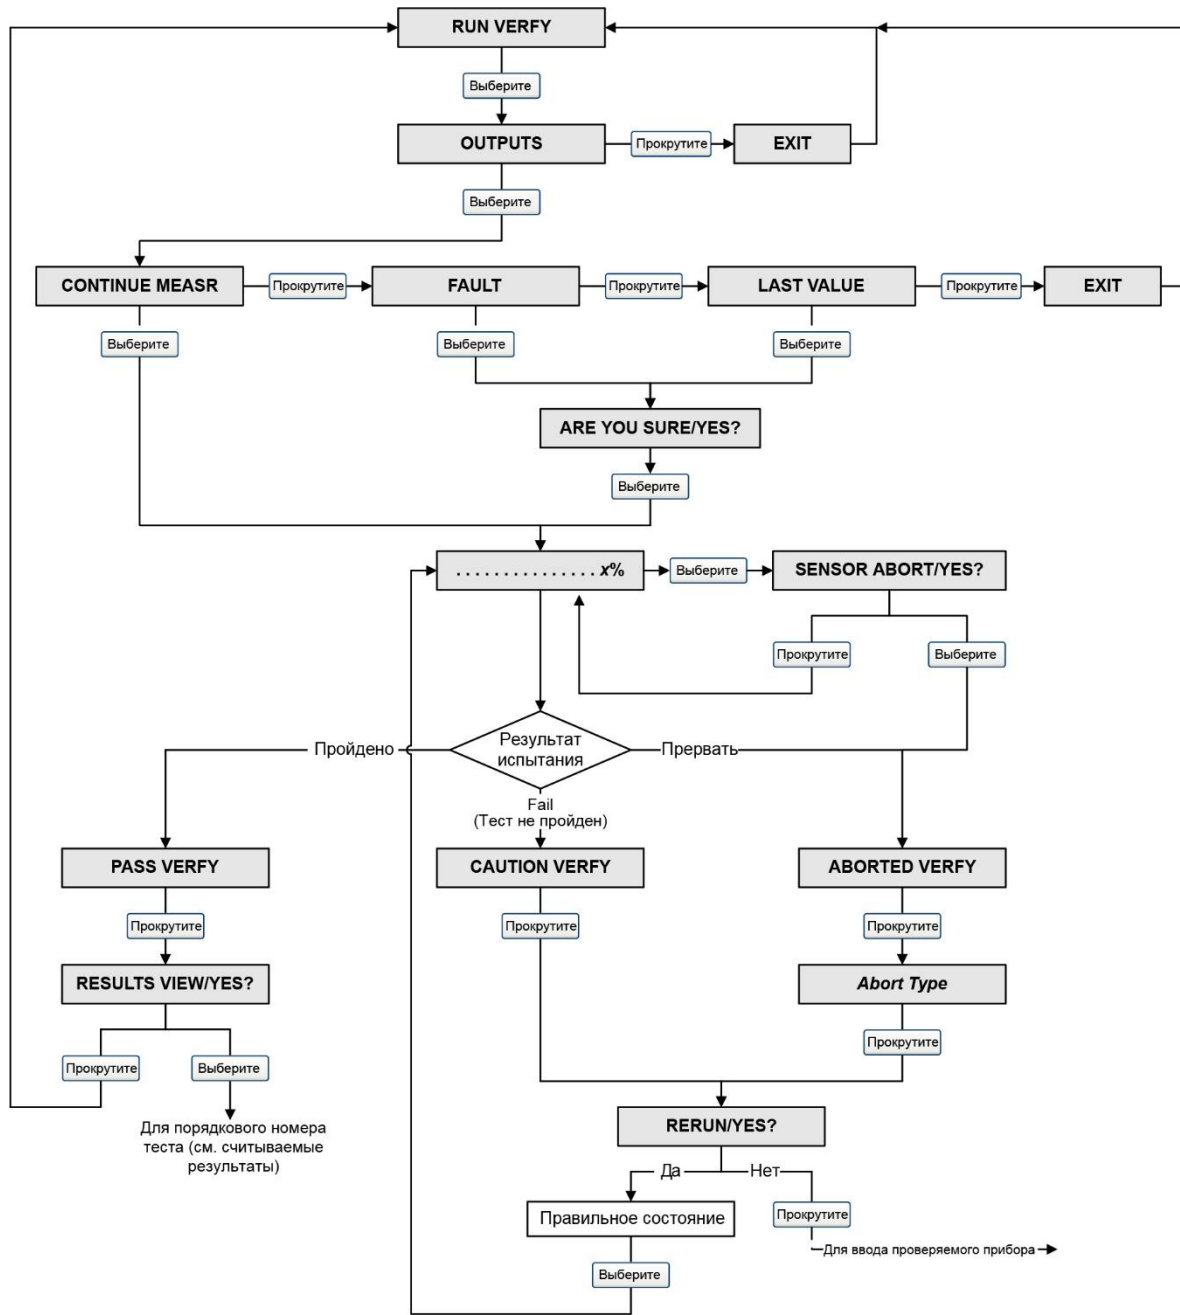 RUN VERFY
Выберите
OUTPUTS
Прокрутите
EXIT
Выберите
CONTINUE MEASR
Прокрутите
FAULT
Прокрутите
LAST VALUE
Прокрутите
EXIT
Выберите
Выберите
Выберите
ARE YOU SURE/YES?
Выберите
. . . . . . . . . . . . . . . x%
Выберите
SENSOR ABORT/YES?
Прокрутите
Выберите
Пройдено
Результат
испытания
Прервать
Fail
(Тест не пройден)
PASS VERFY
CAUTION VERFY
ABORTED VERFY
Прокрутите
Прокрутите
Прокрутите
RESULTS VIEW/YES?
Abort Type
Прокрутите
Выберите
Прокрутите
Для порядкового номера
теста (см. считываемые
результаты)
RERUN/YES?
Да
Нет
Правильное состояние
Прокрутите
Для ввода проверяемого прибора
Выберите